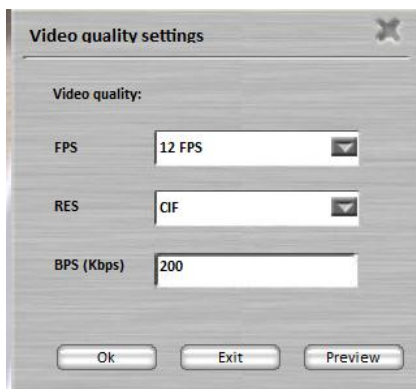 Video quality settings
Video quality:
FPS 12 FPS
RES CIF
BPS (Kbps) 200
Ok Exit Preview